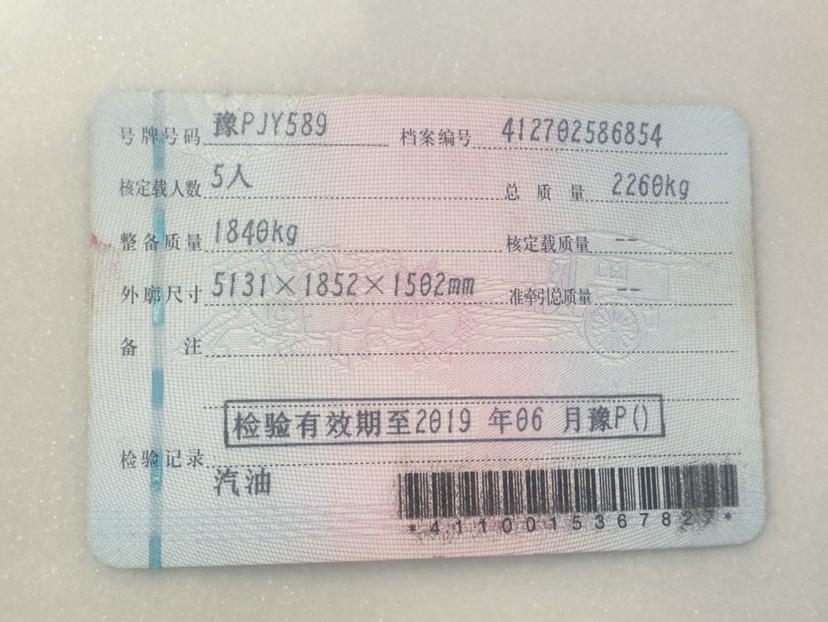 号牌号码 豫PJY589 档案编号 412702586854
核定载人数 5人 总质量 2260kg
整备质量 1840kg 核定载质量 --
外廓尺寸 5131×1852×1502mm 准牵引总质量 --
备注
检验有效期至2019年06月豫P()
检验记录
汽油